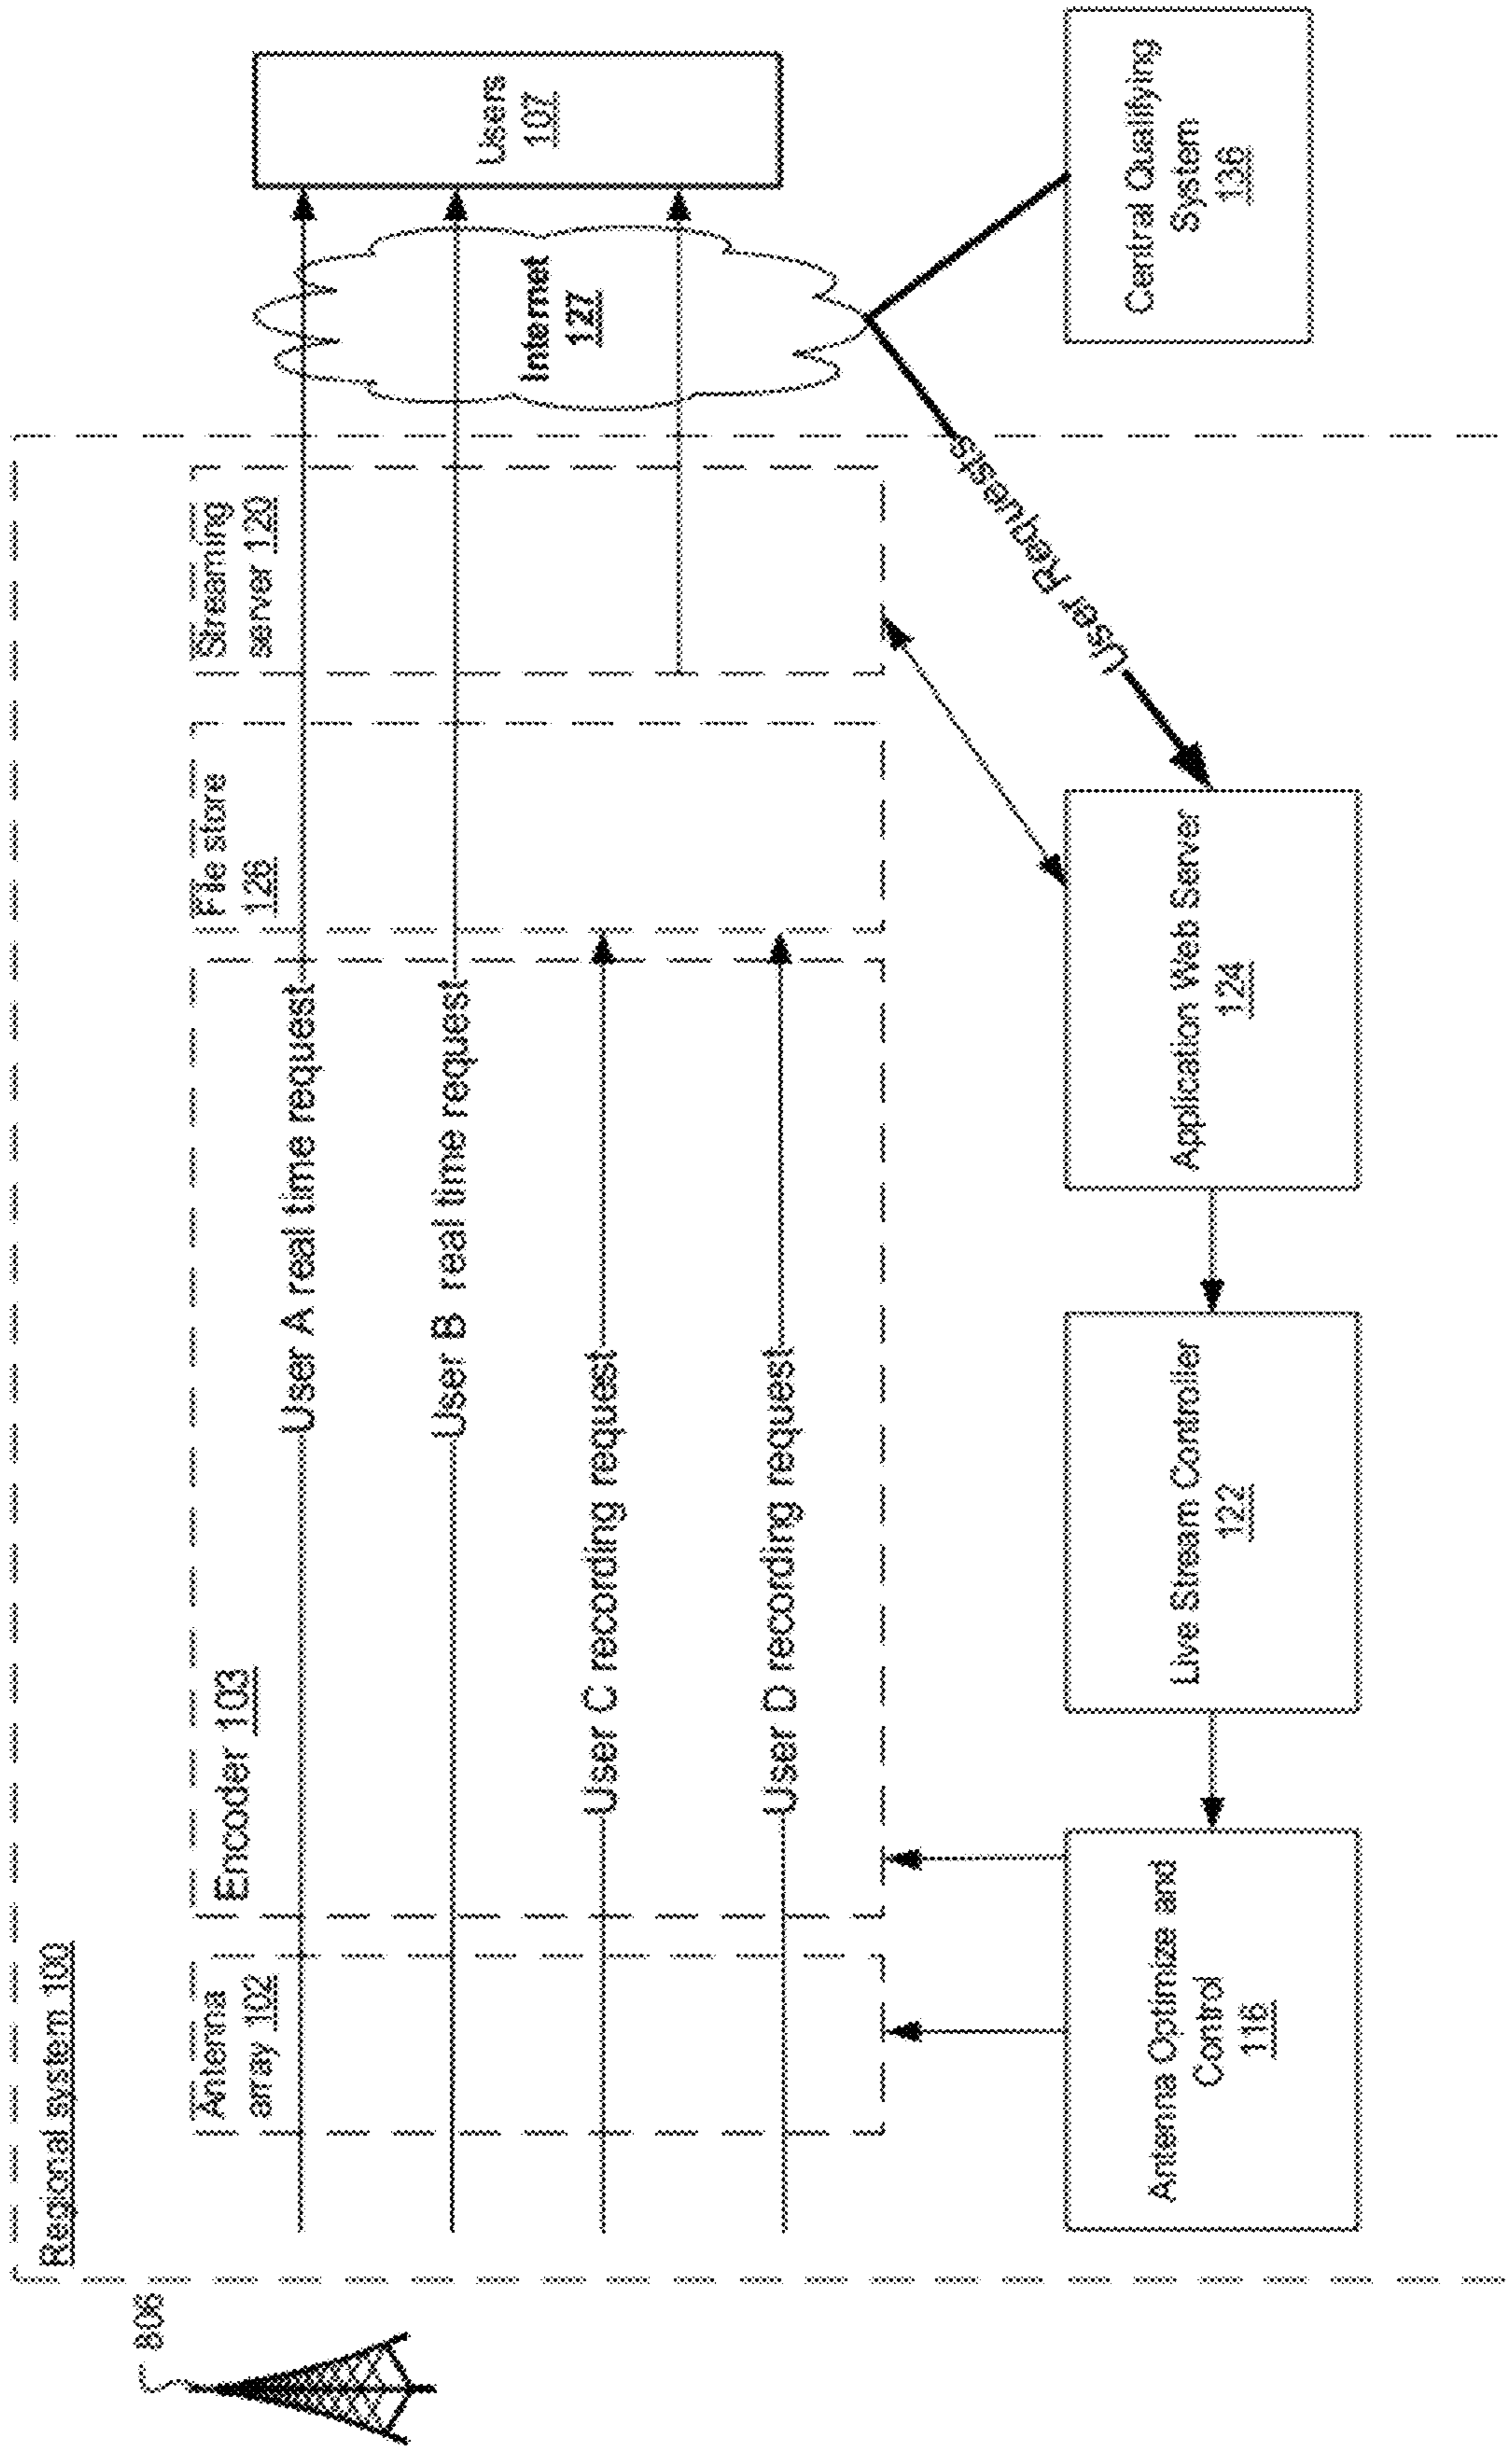 Regional system 100
806
Antenna
array 102
Encoder 103
File store
126
Streaming
server 120
User A real time request
User B real time request
User C recording request
User D recording request
Internet
127
Users
107
User Requests
Antenna Optimize and
Control
116
Live Stream Controller
122
Application Web Server
124
Central Qualifying
System
136